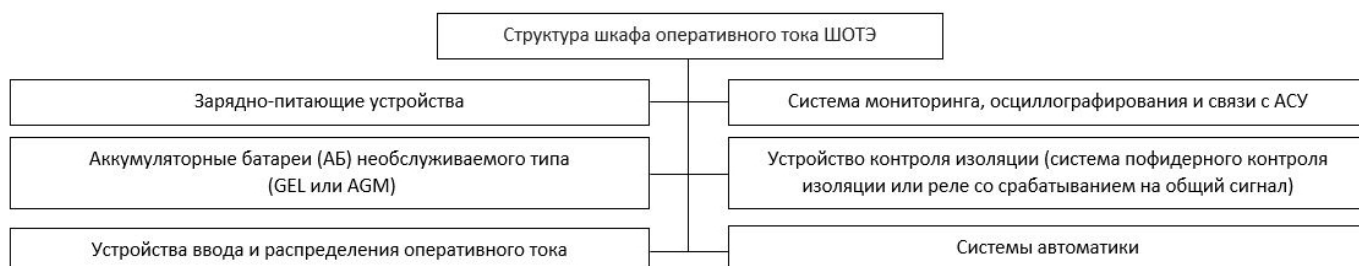 Структура шкафа оперативного тока ШОТЭ
Зарядно-питающие устройства
Система мониторинга, осциллографирования и связи с АСУ
Аккумуляторные батареи (АБ) необслуживаемого типа
(GEL или AGM)
Устройство контроля изоляции (система пофидерного контроля
изоляции или реле со срабатыванием на общий сигнал)
Устройства ввода и распределения оперативного тока
Системы автоматики